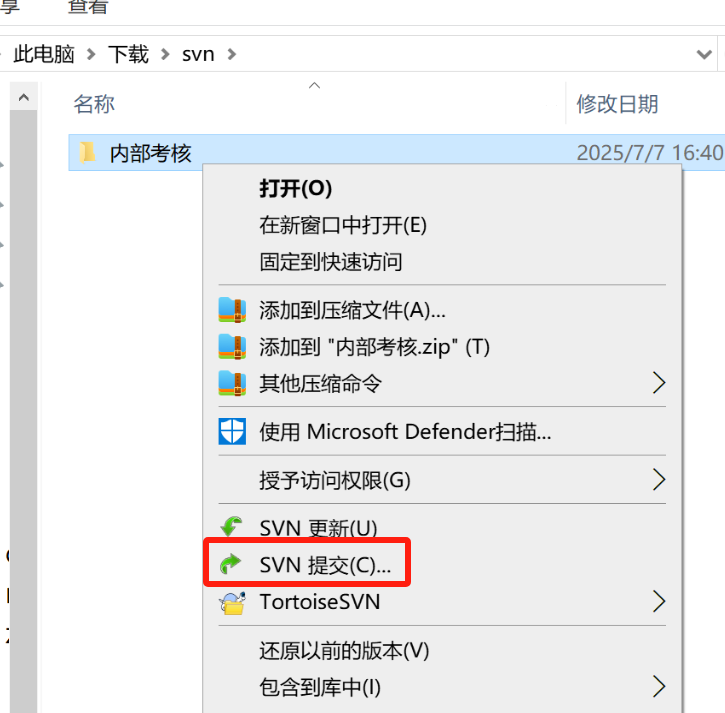 享 查看
此电脑 > 下载 > svn >
名称 修改日期
内部考核 2025/7/7 16:40
打开(O)
在新窗口中打开(E)
固定到快速访问
添加到压缩文件(A)...
添加到 "内部考核.zip" (T)
其他压缩命令
使用 Microsoft Defender扫描...
授予访问权限(G)
SVN 更新(U)
SVN 提交(C)...
TortoiseSVN
还原以前的版本(V)
包含到库中(I)